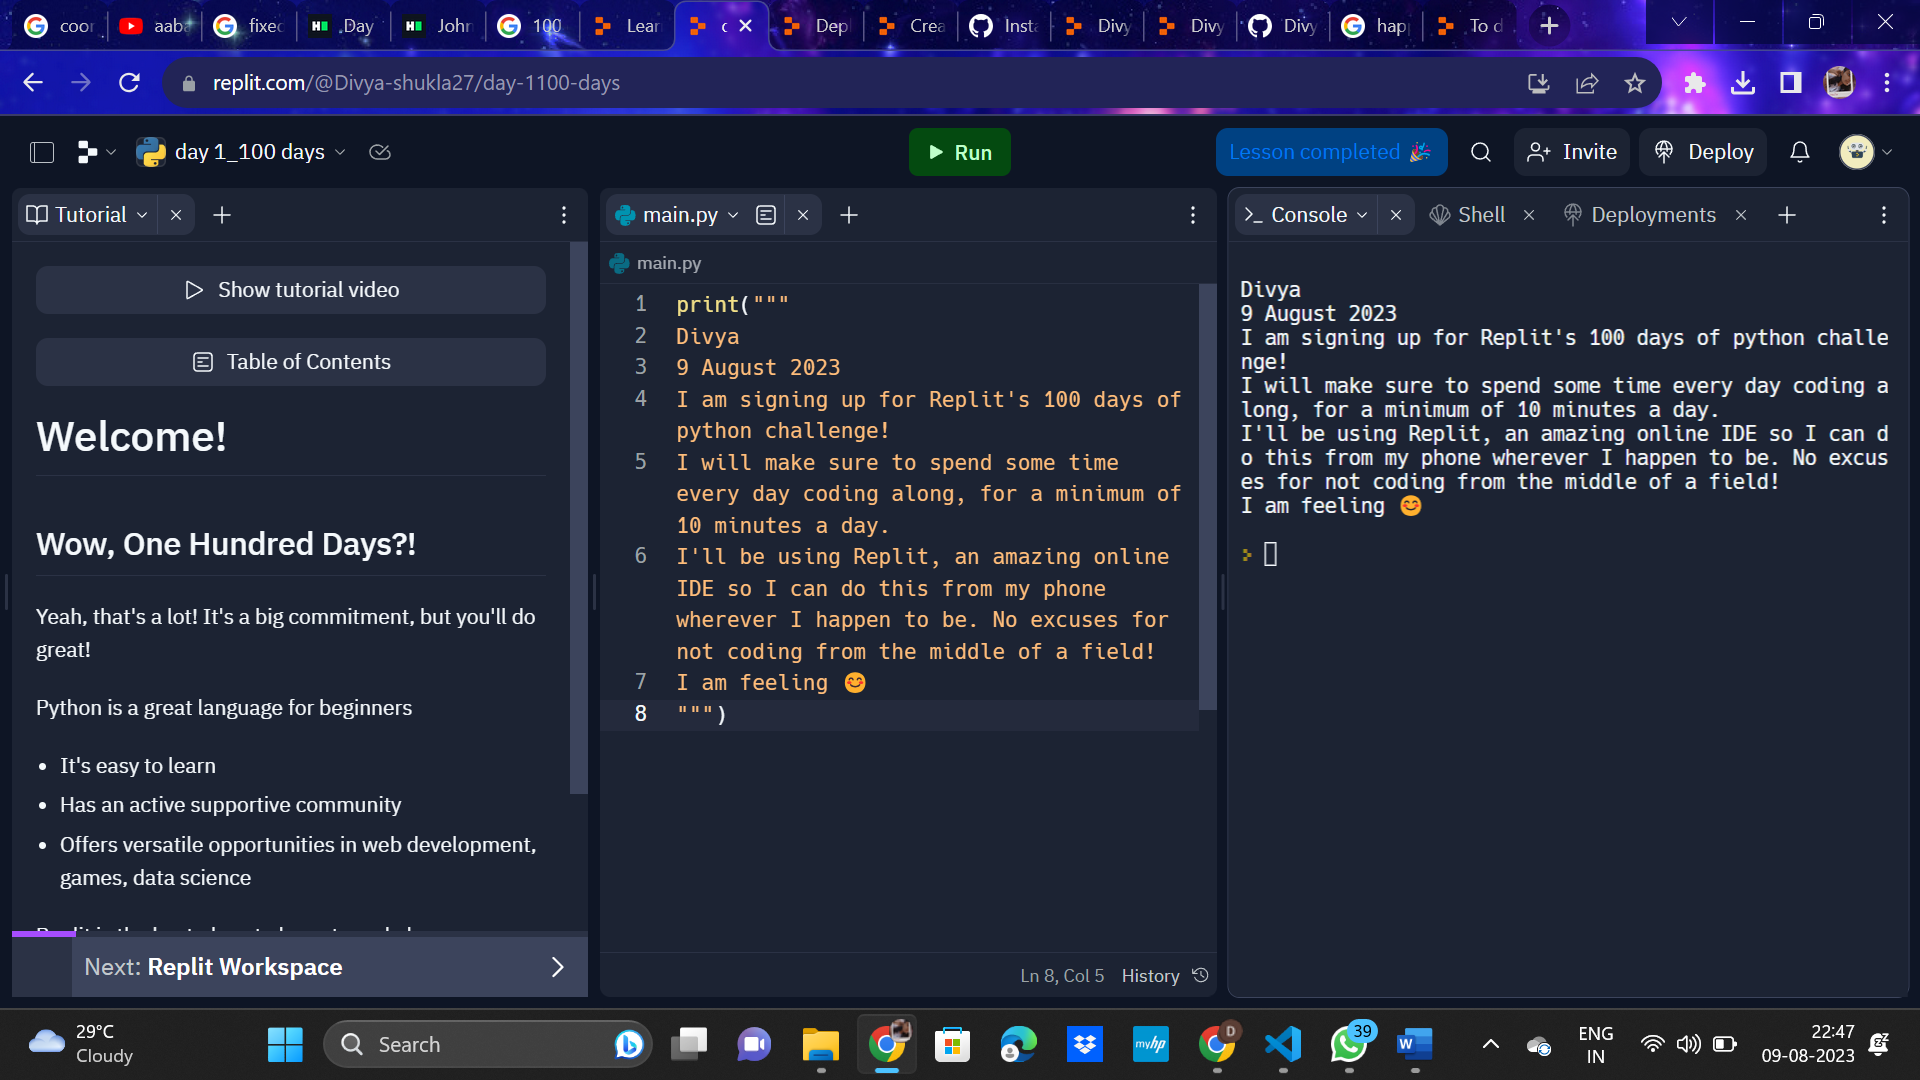 coor
aaba
fixed
Day
John
100
Lear
c
Depl
Crea
Insta
Divy
Divy
Divy
hap
To d
replit.com/@Divya-shukla27/day-1100-days
day 1_100 days
Run
Lesson completed 🎉
Invite
Deploy
Tutorial
main.py
Console
Shell
Deployments
Show tutorial video
Table of Contents
Welcome!
Wow, One Hundred Days?!
Yeah, that's a lot! It's a big commitment, but you'll do
great!
Python is a great language for beginners
• It's easy to learn
• Has an active supportive community
• Offers versatile opportunities in web development,
games, data science
Next: Replit Workspace
main.py
1 print("""
2 Divya
3 9 August 2023
4 I am signing up for Replit's 100 days of
python challenge!
5 I will make sure to spend some time
every day coding along, for a minimum of
10 minutes a day.
6 I'll be using Replit, an amazing online
IDE so I can do this from my phone
wherever I happen to be. No excuses for
not coding from the middle of a field!
7 I am feeling 😊
8 """)
Ln 8, Col 5 History
Divya
9 August 2023
I am signing up for Replit's 100 days of python challe
nge!
I will make sure to spend some time every day coding a
long, for a minimum of 10 minutes a day.
I'll be using Replit, an amazing online IDE so I can d
o this from my phone wherever I happen to be. No excus
es for not coding from the middle of a field!
I am feeling 😊
29°C
Cloudy
Search
myhp
D
39
W
ENG
IN
22:47
09-08-2023